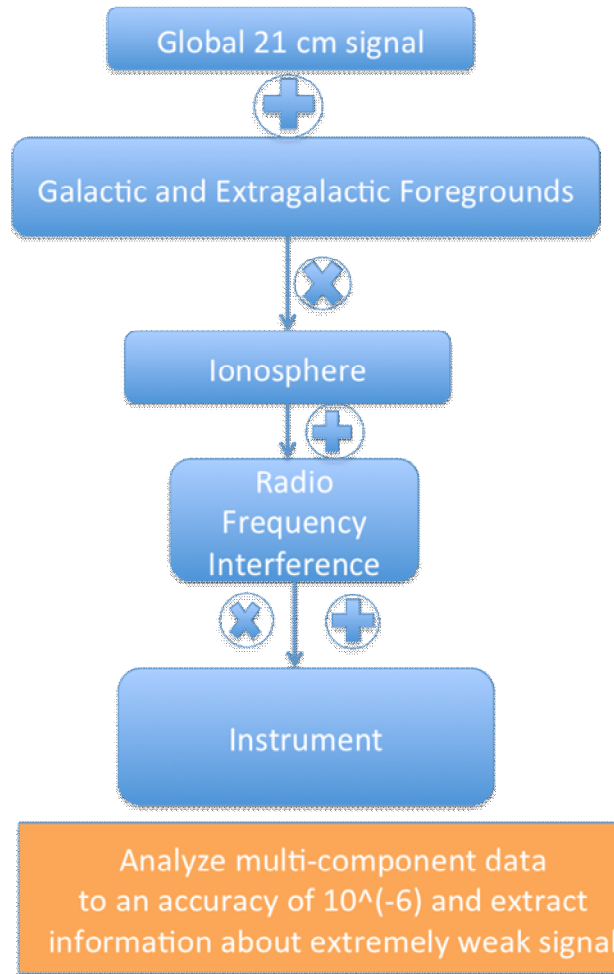 Global 21 cm signal
Galactic and Extragalactic Foregrounds
Ionosphere
Radio
Frequency
Interference
Instrument
Analyze multi-component data
to an accuracy of 10^(-6) and extract
information about extremely weak signal